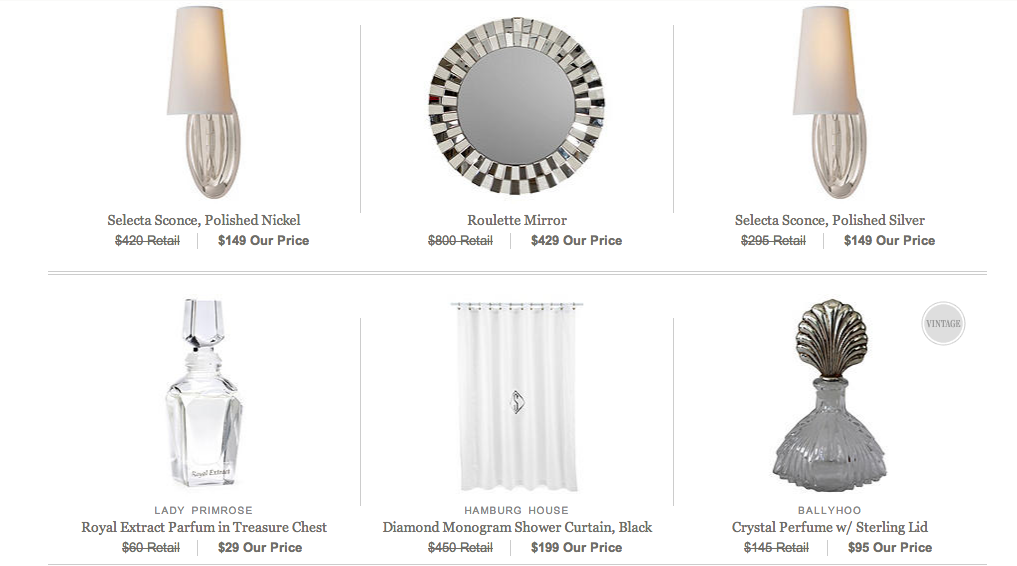 Selecta Sconce, Polished Nickel
$420 Retail $149 Our Price
Roulette Mirror
$800 Retail $429 Our Price
Selecta Sconce, Polished Silver
$295 Retail $149 Our Price
Royal Extract
LADY PRIMROSE
Royal Extract Parfum in Treasure Chest
$60 Retail $29 Our Price
HAMBURG HOUSE
Diamond Monogram Shower Curtain, Black
$450 Retail $199 Our Price
VINTAGE
BALLYHOO
Crystal Perfume w/ Sterling Lid
$145 Retail $95 Our Price